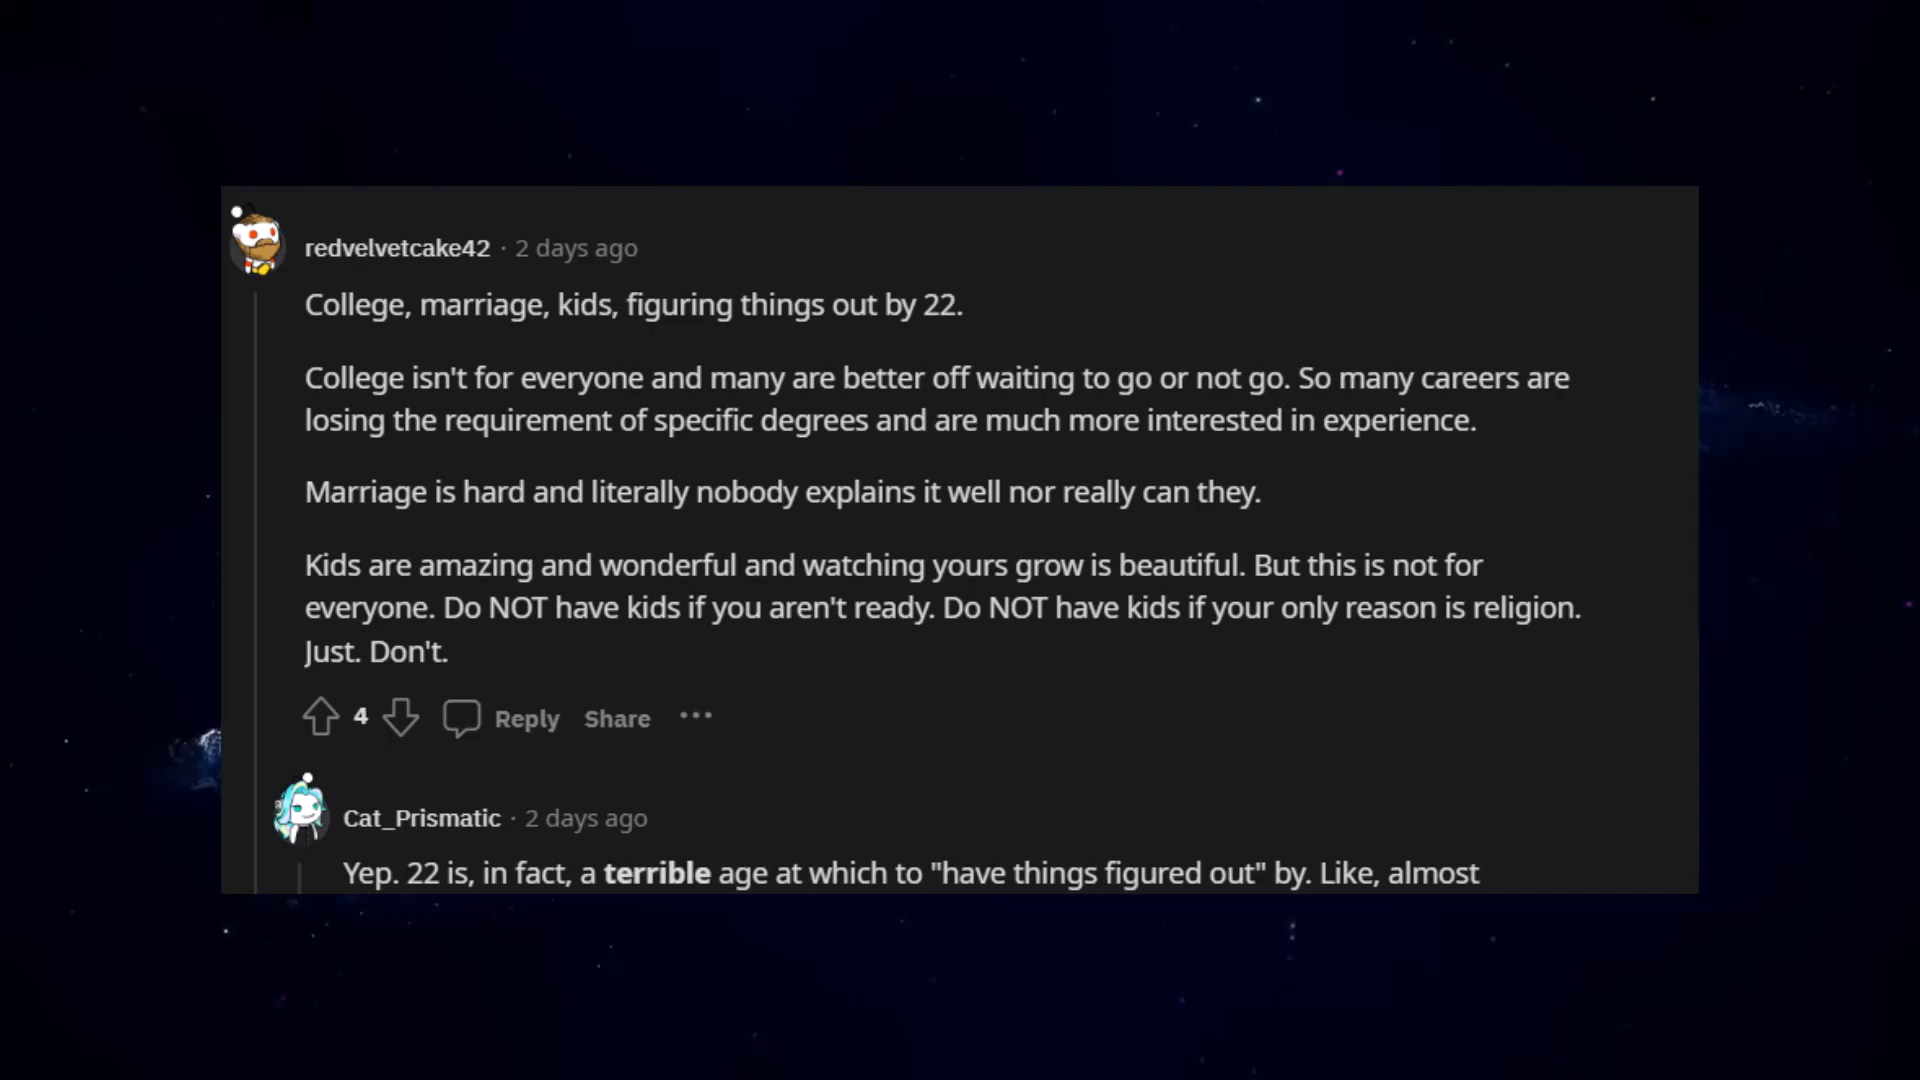 redvelvetcake42 · 2 days ago
College, marriage, kids, figuring things out by 22.
College isn't for everyone and many are better off waiting to go or not go. So many careers are
losing the requirement of specific degrees and are much more interested in experience.
Marriage is hard and literally nobody explains it well nor really can they.
Kids are amazing and wonderful and watching yours grow is beautiful. But this is not for
everyone. Do NOT have kids if you aren't ready. Do NOT have kids if your only reason is religion.
Just. Don't.
4 Reply Share ···
Cat_Prismatic · 2 days ago
Yep. 22 is, in fact, a terrible age at which to "have things figured out" by. Like, almost